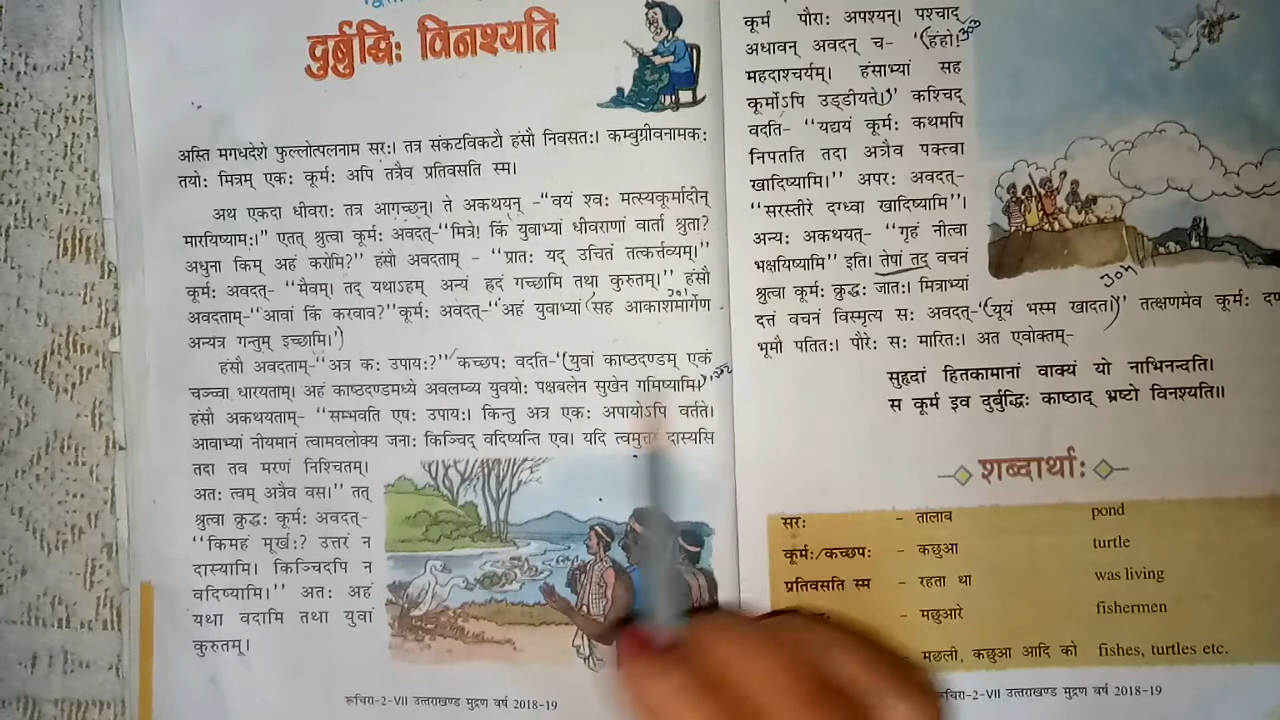 दुर्बुद्धिः विनश्यति
अस्ति मगधदेशे फुल्लोत्पलनाम सरः। तत्र संकटविकटौ हंसौ निवसतः। कम्बुग्रीवनामकः
तयोः मित्रम् एकः कूर्मः अपि तत्रैव प्रतिवसति स्म।
अथ एकदा धीवराः तत्र आगच्छन्। ते अकथयन् -"वयं श्वः मत्स्यकूर्मादीन्
मारयिष्यामः।" एतत् श्रुत्वा कूर्मः अवदत्-"मित्रे! किं युवाभ्यां धीवराणां वार्ता श्रुता?
अधुना किम् अहं करोमि?" हंसौ अवदताम् - "प्रातः यद् उचितं तत्कर्त्तव्यम्।"
कूर्मः अवदत्- "मैवम्। तद् यथाऽहम् अन्यं ह्रदं गच्छामि तथा कुरुतम्।" हंसौ
अवदताम्-"आवां किं करवाव?"कूर्मः अवदत्-"अहं युवाभ्यां (सह आकाशमार्गेण
अन्यत्र गन्तुम् इच्छामि।')
हंसौ अवदताम्-"अत्र कः उपायः?" कच्छपः वदति-'(युवां काष्ठदण्डम् एकं
चञ्च्वा धारयताम्। अहं काष्ठदण्डमध्ये अवलम्ब्य युवयोः पक्षबलेन सुखेन गमिष्यामि।)"
हंसौ अकथयताम्- "सम्भवति एषः उपायः। किन्तु अत्र एकः अपायोऽपि वर्तते।
आवाभ्यां नीयमानं त्वामवलोक्य जनाः किञ्चिद् वदिष्यन्ति एव। यदि त्वमुत्तरं दास्यसि
तदा तव मरणं निश्चितम्।
अतः त्वम् अत्रैव वस।" तत्
श्रुत्वा क्रुद्धः कूर्मः अवदत्-
"किमहं मूर्खः? उत्तरं न
दास्यामि। किञ्चिदपि न
वदिष्यामि।" अतः अहं
यथा वदामि तथा युवां
कुरुतम्।
रूचिरा-2-VII उत्तराखण्ड मुद्रण वर्ष 2018-19
कूर्मं पौराः अपश्यन्। पश्चाद्
अधावन् अवदन् च- '(हंहो!
महदाश्चर्यम्। हंसाभ्यां सह
कूर्मोऽपि उड्डीयते।)' कश्चिद्
वदति- "यद्ययं कूर्मः कथमपि
निपतति तदा अत्रैव पक्त्वा
खादिष्यामि।" अपरः अवदत्-
"सरस्तीरे दग्ध्वा खादिष्यामि"।
अन्यः अकथयत्- "गृहं नीत्वा
भक्षयिष्यामि" इति। तेषां तद् वचनं
श्रुत्वा कूर्मः क्रुद्धः जातः। मित्राभ्यां
दत्तं वचनं विस्मृत्य सः अवदत्-'(यूयं भस्म खादत।)" तत्क्षणमेव कूर्मः
भूमौ पतितः। पौरैः सः मारितः। अत एवोक्तम्-
सुहृदां हितकामानां वाक्यं यो नाभिनन्दति।
स कूर्म इव दुर्बुद्धिः काष्ठाद् भ्रष्टो विनश्यति॥
शब्दार्थाः
सरः - तालाब pond
कूर्मः/कच्छपः - कछुआ turtle
प्रतिवसति स्म - रहता था was living
- मछुआरे fishermen
- मछली, कछुआ आदि को fishes, turtles etc.
रूचिरा-2-VII उत्तराखण्ड मुद्रण वर्ष 2018-19